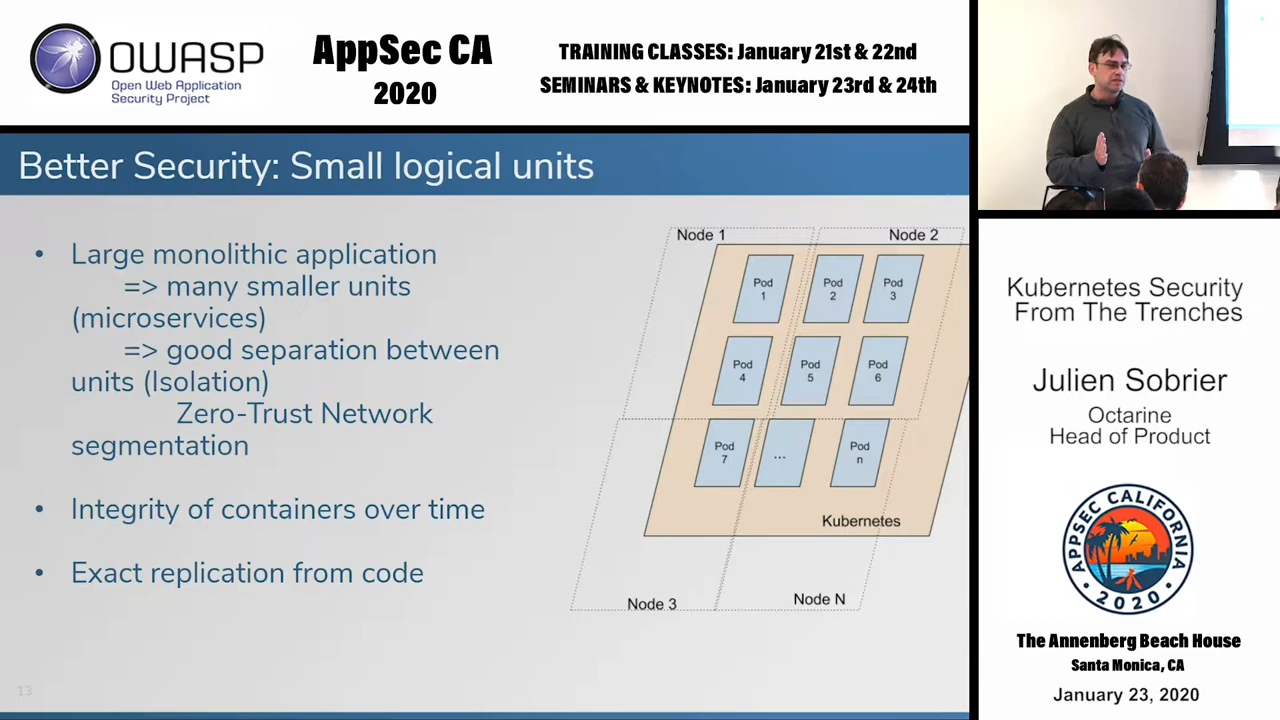 OWASP
Open Web Application
Security Project
AppSec CA
2020
TRAINING CLASSES: January 21st & 22nd
SEMINARS & KEYNOTES: January 23rd & 24th
Better Security: Small logical units
• Large monolithic application
=> many smaller units
(microservices)
=> good separation between
units (Isolation)
Zero-Trust Network
segmentation
• Integrity of containers over time
• Exact replication from code
Node 1
Node 2
Pod
1
Pod
2
Pod
3
Pod
4
Pod
5
Pod
6
Pod
7
...
Pod
n
Kubernetes
Node 3
Node N
13
Kubernetes Security
From The Trenches
Julien Sobrier
Octarine
Head of Product
APPSEC CALIFORNIA
• 2020 •
The Annenberg Beach House
Santa Monica, CA
January 23, 2020